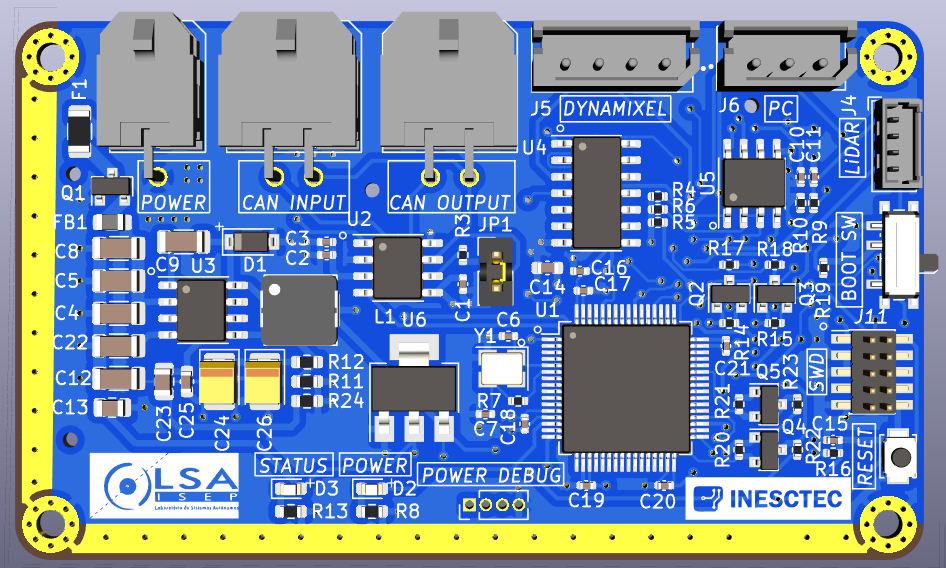 F1
J5
DYNAMIXEL
J6
PC
J4
LiDAR
C10
C11
U4
U5
R4
R6
R5
Q1
POWER
CAN INPUT
CAN OUTPUT
R10
R9
FB1
U2
R3
JP1
C8
C9
U3
D1
+
C3
C2
C14
C16
C17
R17
R18
BOOT SW
C5
C1
L1
U6
U1
Q2
Q3
R19
C4
C6
Y1
R14
R15
J11
C22
R12
C21
R23
SWD
C12
R11
R24
R7
Q5
R21
C13
C23
C25
C24
C26
C7
C18
Q4
C15
R20
R22
R16
RESET
LSA
ISEP
Laboratório de Sistemas Autónomos
STATUS
POWER
POWER DEBUG
+
D3
+
D2
R13
R8
C19
C20
INESCTEC